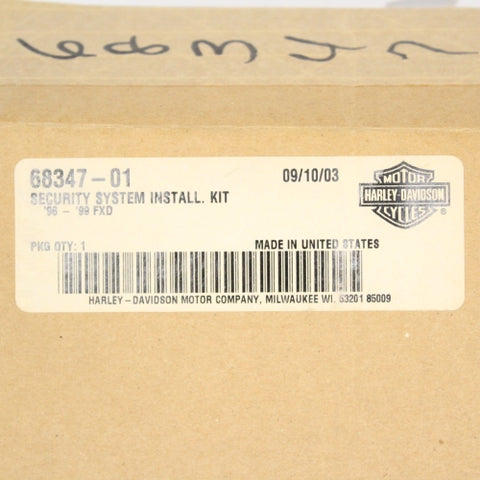 68347
68347-01
09/10/03
SECURITY SYSTEM INSTALL. KIT
'96 - '99 FXD
MOTOR
HARLEY-DAVIDSON
CYCLES
®
PKG QTY: 1
MADE IN UNITED STATES
HARLEY-DAVIDSON MOTOR COMPANY, MILWAUKEE WI. 53201 85009